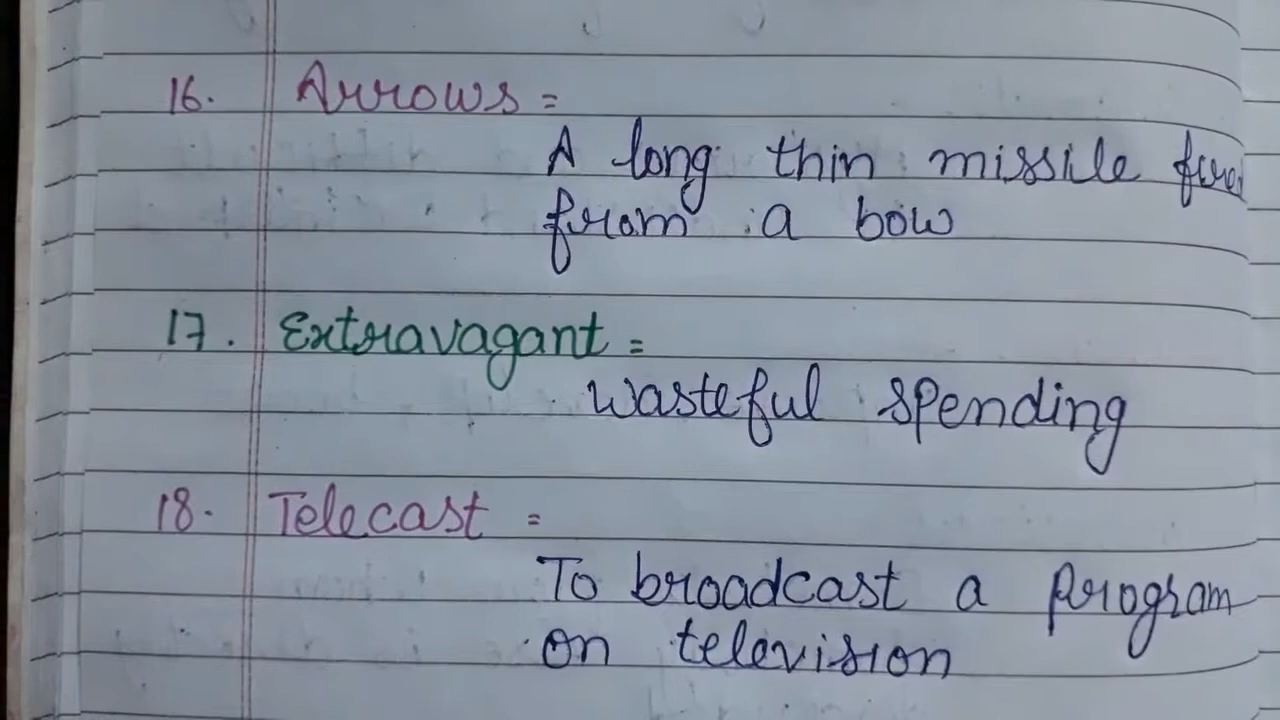 16. Arrows =
A long thin missile
from a bow
17. Extravagant =
Wasteful spending
18. Telecast =
To broadcast a program
on television